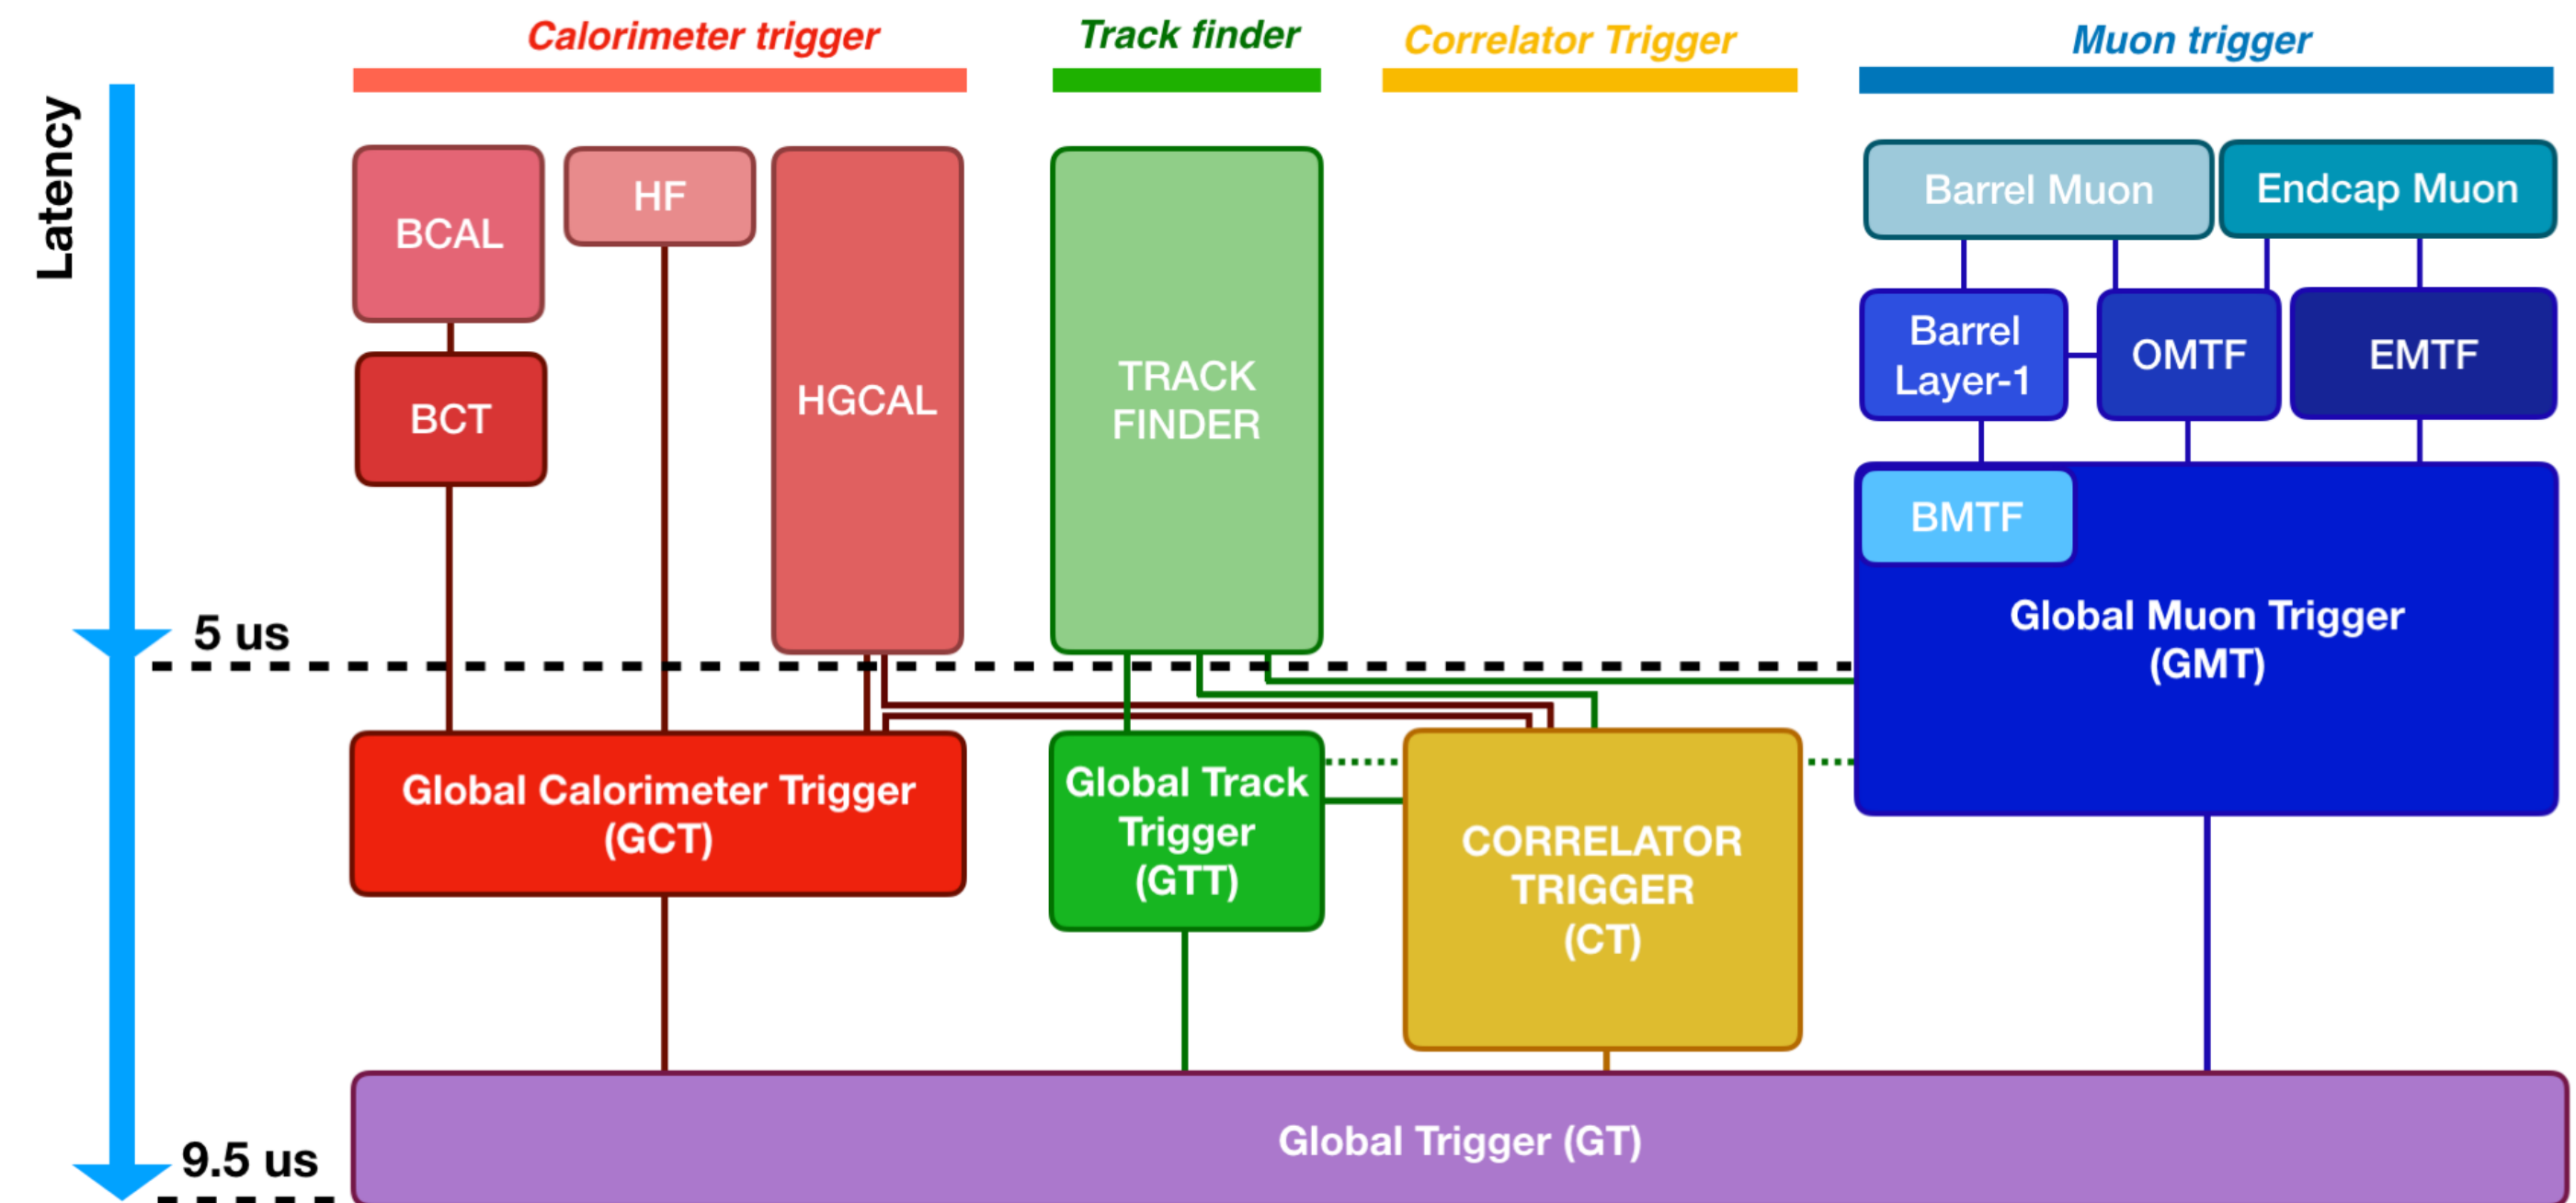 Calorimeter trigger
Track finder
Correlator Trigger
Muon trigger
Latency
BCAL
HF
HGCAL
TRACK
FINDER
Barrel Muon
Endcap Muon
BCT
Barrel
Layer-1
OMTF
EMTF
BMTF
Global Muon Trigger
(GMT)
5 us
Global Calorimeter Trigger
(GCT)
Global Track
Trigger
(GTT)
CORRELATOR
TRIGGER
(CT)
Global Trigger (GT)
9.5 us